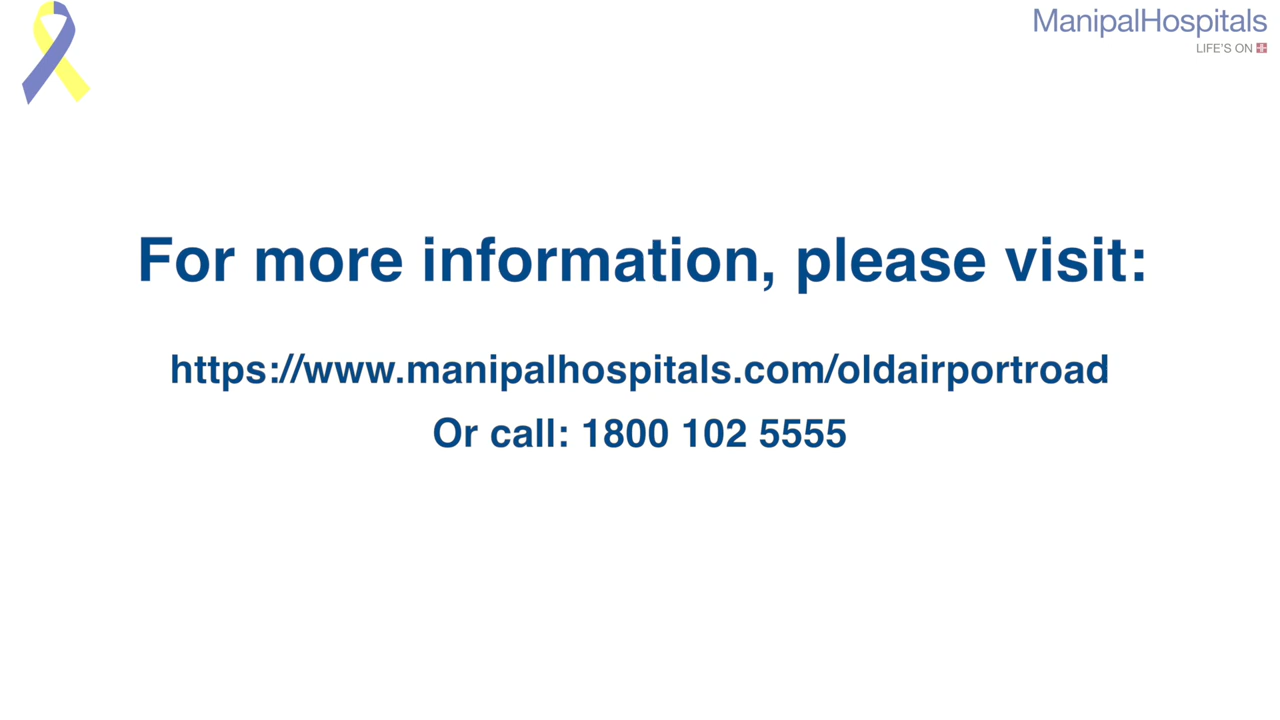 ManipalHospitals
LIFE'S ON
For more information, please visit:
https://www.manipalhospitals.com/oldairportroad
Or call: 1800 102 5555